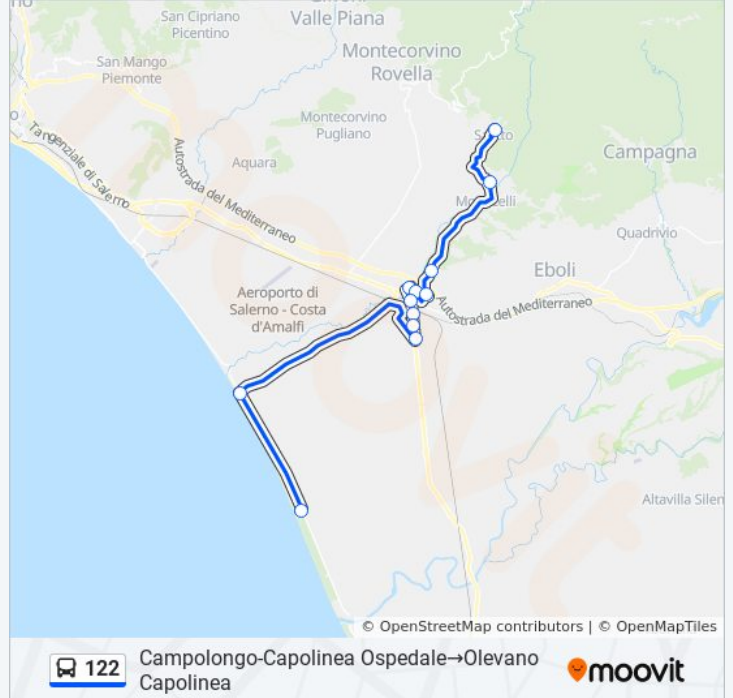 San Cipriano
Picentino
Valle Piana
Montecorvino
Rovella
San Mango
Piemonte
Montecorvino
Pugliano
Campagna
Aquara
Tangenziale di Salerno
Autostrada del Mediterraneo
Quadrivio
Eboli
Aeroporto di
Salerno - Costa
d'Amalfi
Autostrada del Mediterraneo
Altavilla Silen
© OpenStreetMap contributors | © OpenMapTiles
122
Campolongo-Capolinea Ospedale→Olevano
Capolinea
moovit